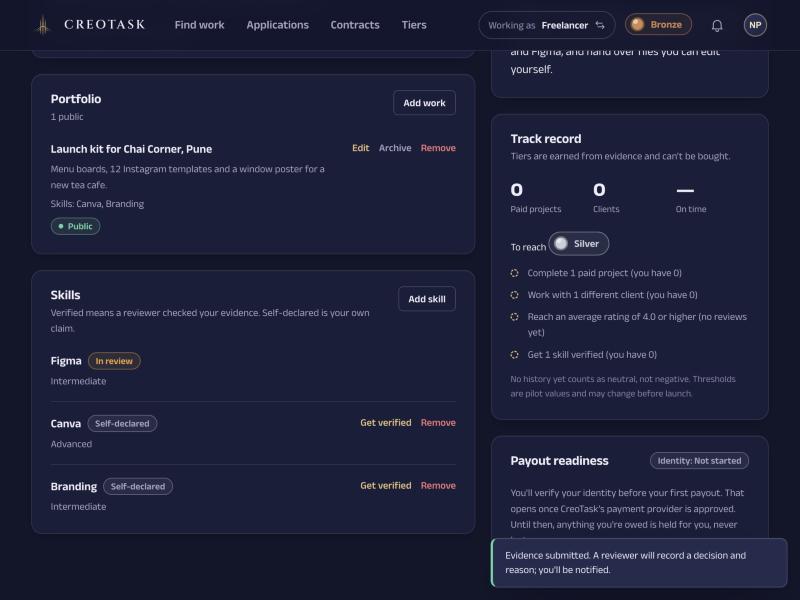 CREOTASK
Find work
Applications
Contracts
Tiers
Working as Freelancer
Bronze
NP
Portfolio
1 public
Add work
Launch kit for Chai Corner, Pune
Edit
Archive
Remove
Menu boards, 12 Instagram templates and a window poster for a
new tea cafe.
Skills: Canva, Branding
Public
Skills
Verified means a reviewer checked your evidence. Self-declared is your own
claim.
Add skill
Figma In review
Intermediate
Canva Self-declared
Get verified
Remove
Advanced
Branding Self-declared
Get verified
Remove
Intermediate
and Figma, and hand over files you can edit
yourself.
Track record
Tiers are earned from evidence and can't be bought.
0
Paid projects
0
Clients
—
On time
To reach Silver
Complete 1 paid project (you have 0)
Work with 1 different client (you have 0)
Reach an average rating of 4.0 or higher (no reviews
yet)
Get 1 skill verified (you have 0)
No history yet counts as neutral, not negative. Thresholds
are pilot values and may change before launch.
Payout readiness
Identity: Not started
You'll verify your identity before your first payout. That
opens once CreoTask's payment provider is approved.
Until then, anything you're owed is held for you, never
Evidence submitted. A reviewer will record a decision and
reason; you'll be notified.